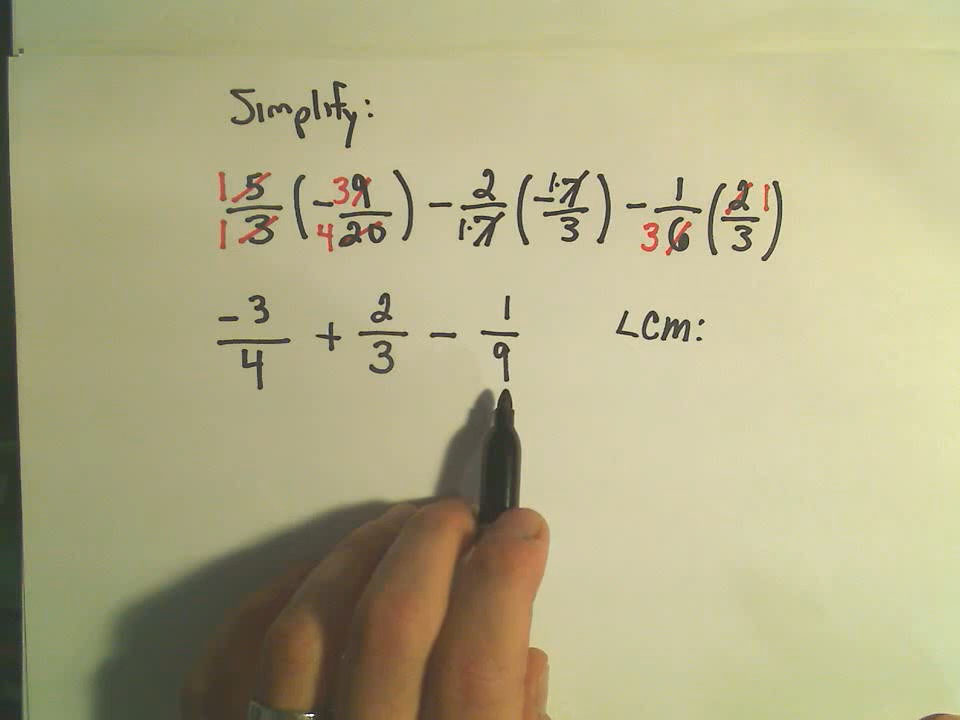 Simplify:
1 5/1 3 (- 3 9/4 20) - 2/1·7 (-1·7/3) - 1/3 6 (2 1/3)
-3/4 + 2/3 - 1/9 LCM: